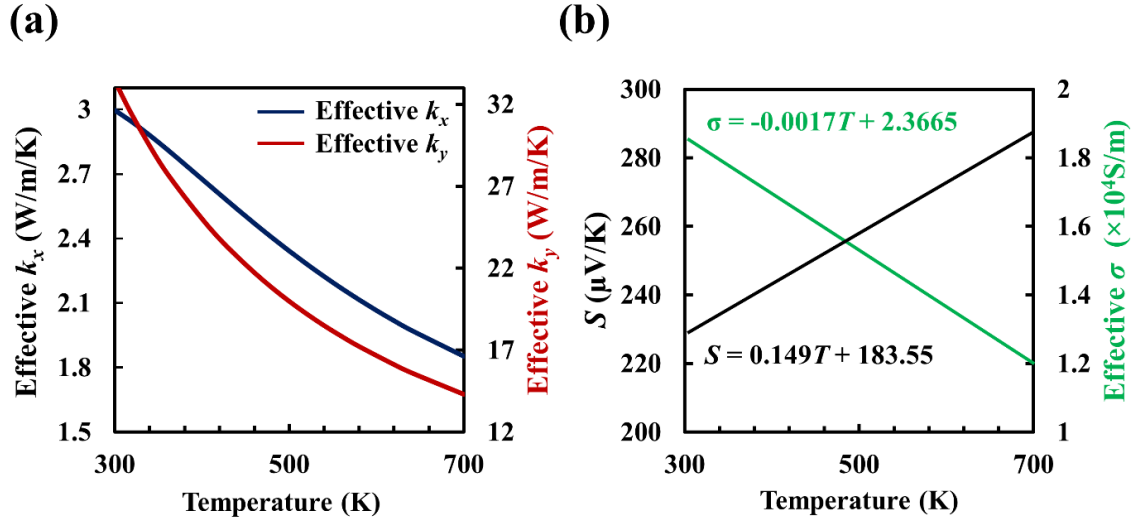 (a)
(b)
Effective kx (W/m/K)
3
2.7
2.4
2.1
1.8
1.5
300
500
700
Temperature (K)
Effective kx
Effective ky
32
27
22
17
12
Effective ky (W/m/K)
S (μV/K)
300
280
260
240
220
200
300
500
700
Temperature (K)
σ = -0.0017T + 2.3665
S = 0.149T + 183.55
2
1.8
1.6
1.4
1.2
1
Effective σ (×10⁴S/m)